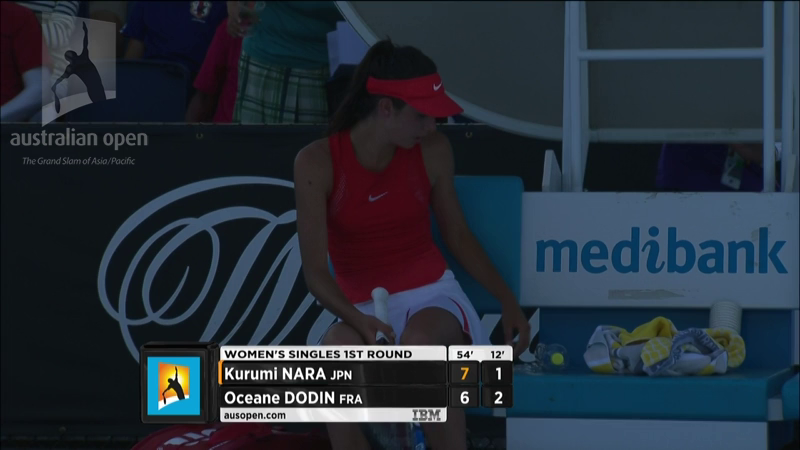 australian open
The Grand Slam of Asia/Pacific
medibank
WOMEN'S SINGLES 1ST ROUND 54' 12'
Kurumi NARA JPN 7 1
Oceane DODIN FRA 6 2
ausopen.com IBM